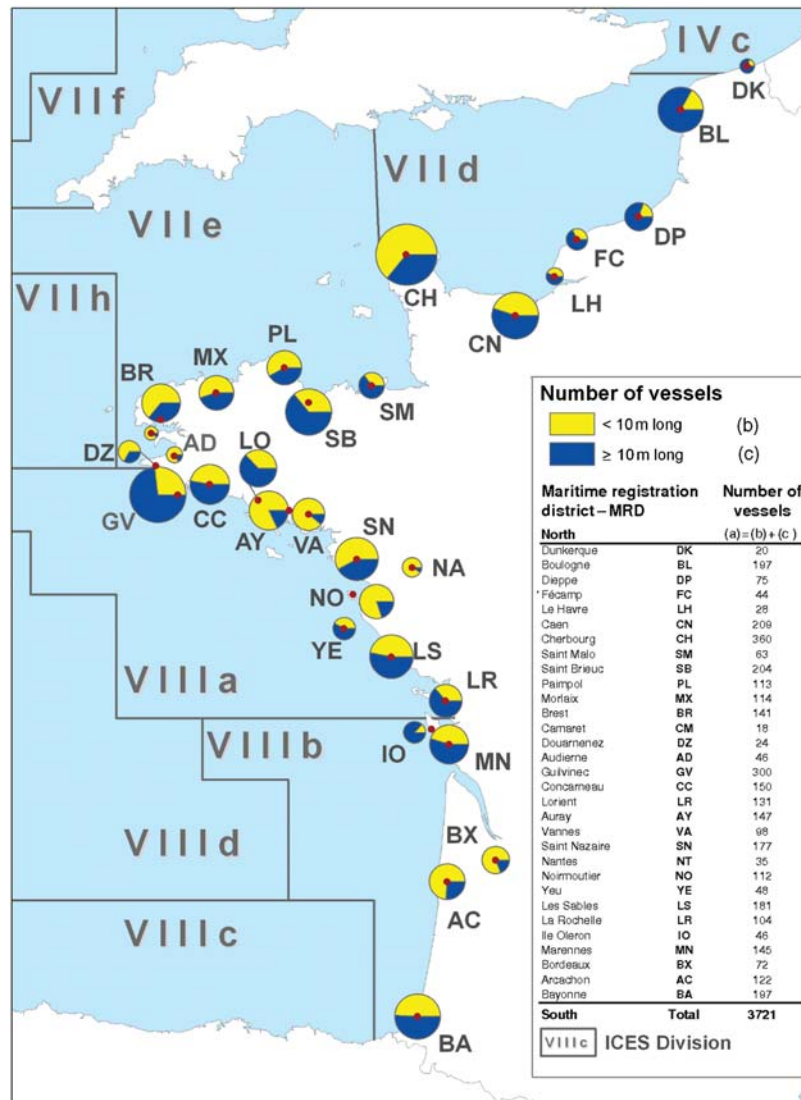 IVc
DK
VIIf
BL
VIId
VIIe
DP
FC
CH
LH
VIIh
CN
PL
MX
BR
SM
SB
AD
DZ
LO
GV
CC
AY
VA
SN
NA
NO
YE
LS
VIIIa
LR
VIIIb
IO
MN
VIIId
BX
AC
VIIIc
BA
Number of vessels
< 10 m long (b)
≥ 10 m long (c)
Maritime registration Number of
district – MRD vessels
North (a)=(b)+(c)
Dunkerque DK 20
Boulogne BL 197
Dieppe DP 75
Fécamp FC 44
Le Havre LH 28
Caen CN 209
Cherbourg CH 360
Saint Malo SM 63
Saint Brieuc SB 204
Paimpol PL 113
Morlaix MX 114
Brest BR 141
Camaret CM 18
Douarnenez DZ 24
Audierne AD 46
Guilvinec GV 300
Concarneau CC 150
Lorient LR 131
Auray AY 147
Vannes VA 98
Saint Nazaire SN 177
Nantes NT 35
Noirmoutier NO 112
Yeu YE 48
Les Sables LS 181
La Rochelle LR 104
Ile Oleron IO 46
Marennes MN 145
Bordeaux BX 72
Arcachon AC 122
Bayonne BA 197
South Total 3721
VIIIc ICES Division